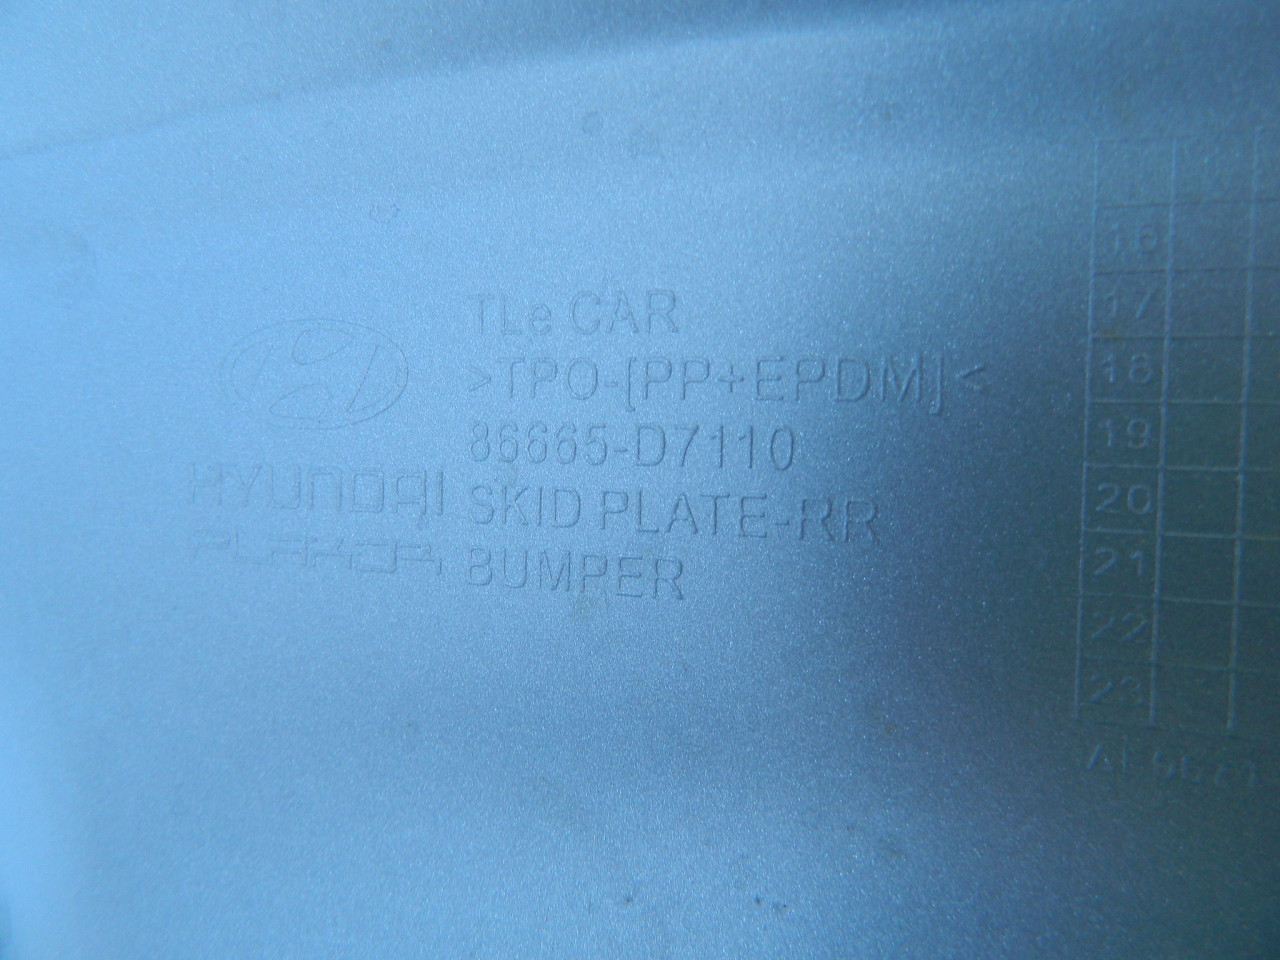 TLe CAR
>TPO-[PP+EPDM]<
86665-D7110
HYUNDAI SKID PLATE-RR
PLAKOR BUMPER
16
17
18
19
20
21
22
23